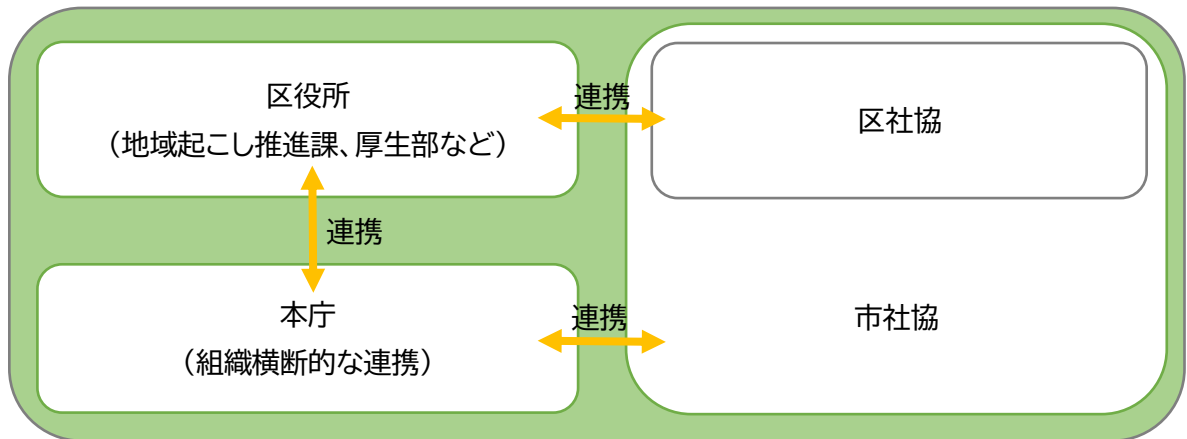 区役所
（地域起こし推進課、厚生部など）
連携
区社協
連携
本庁
（組織横断的な連携）
連携
市社協